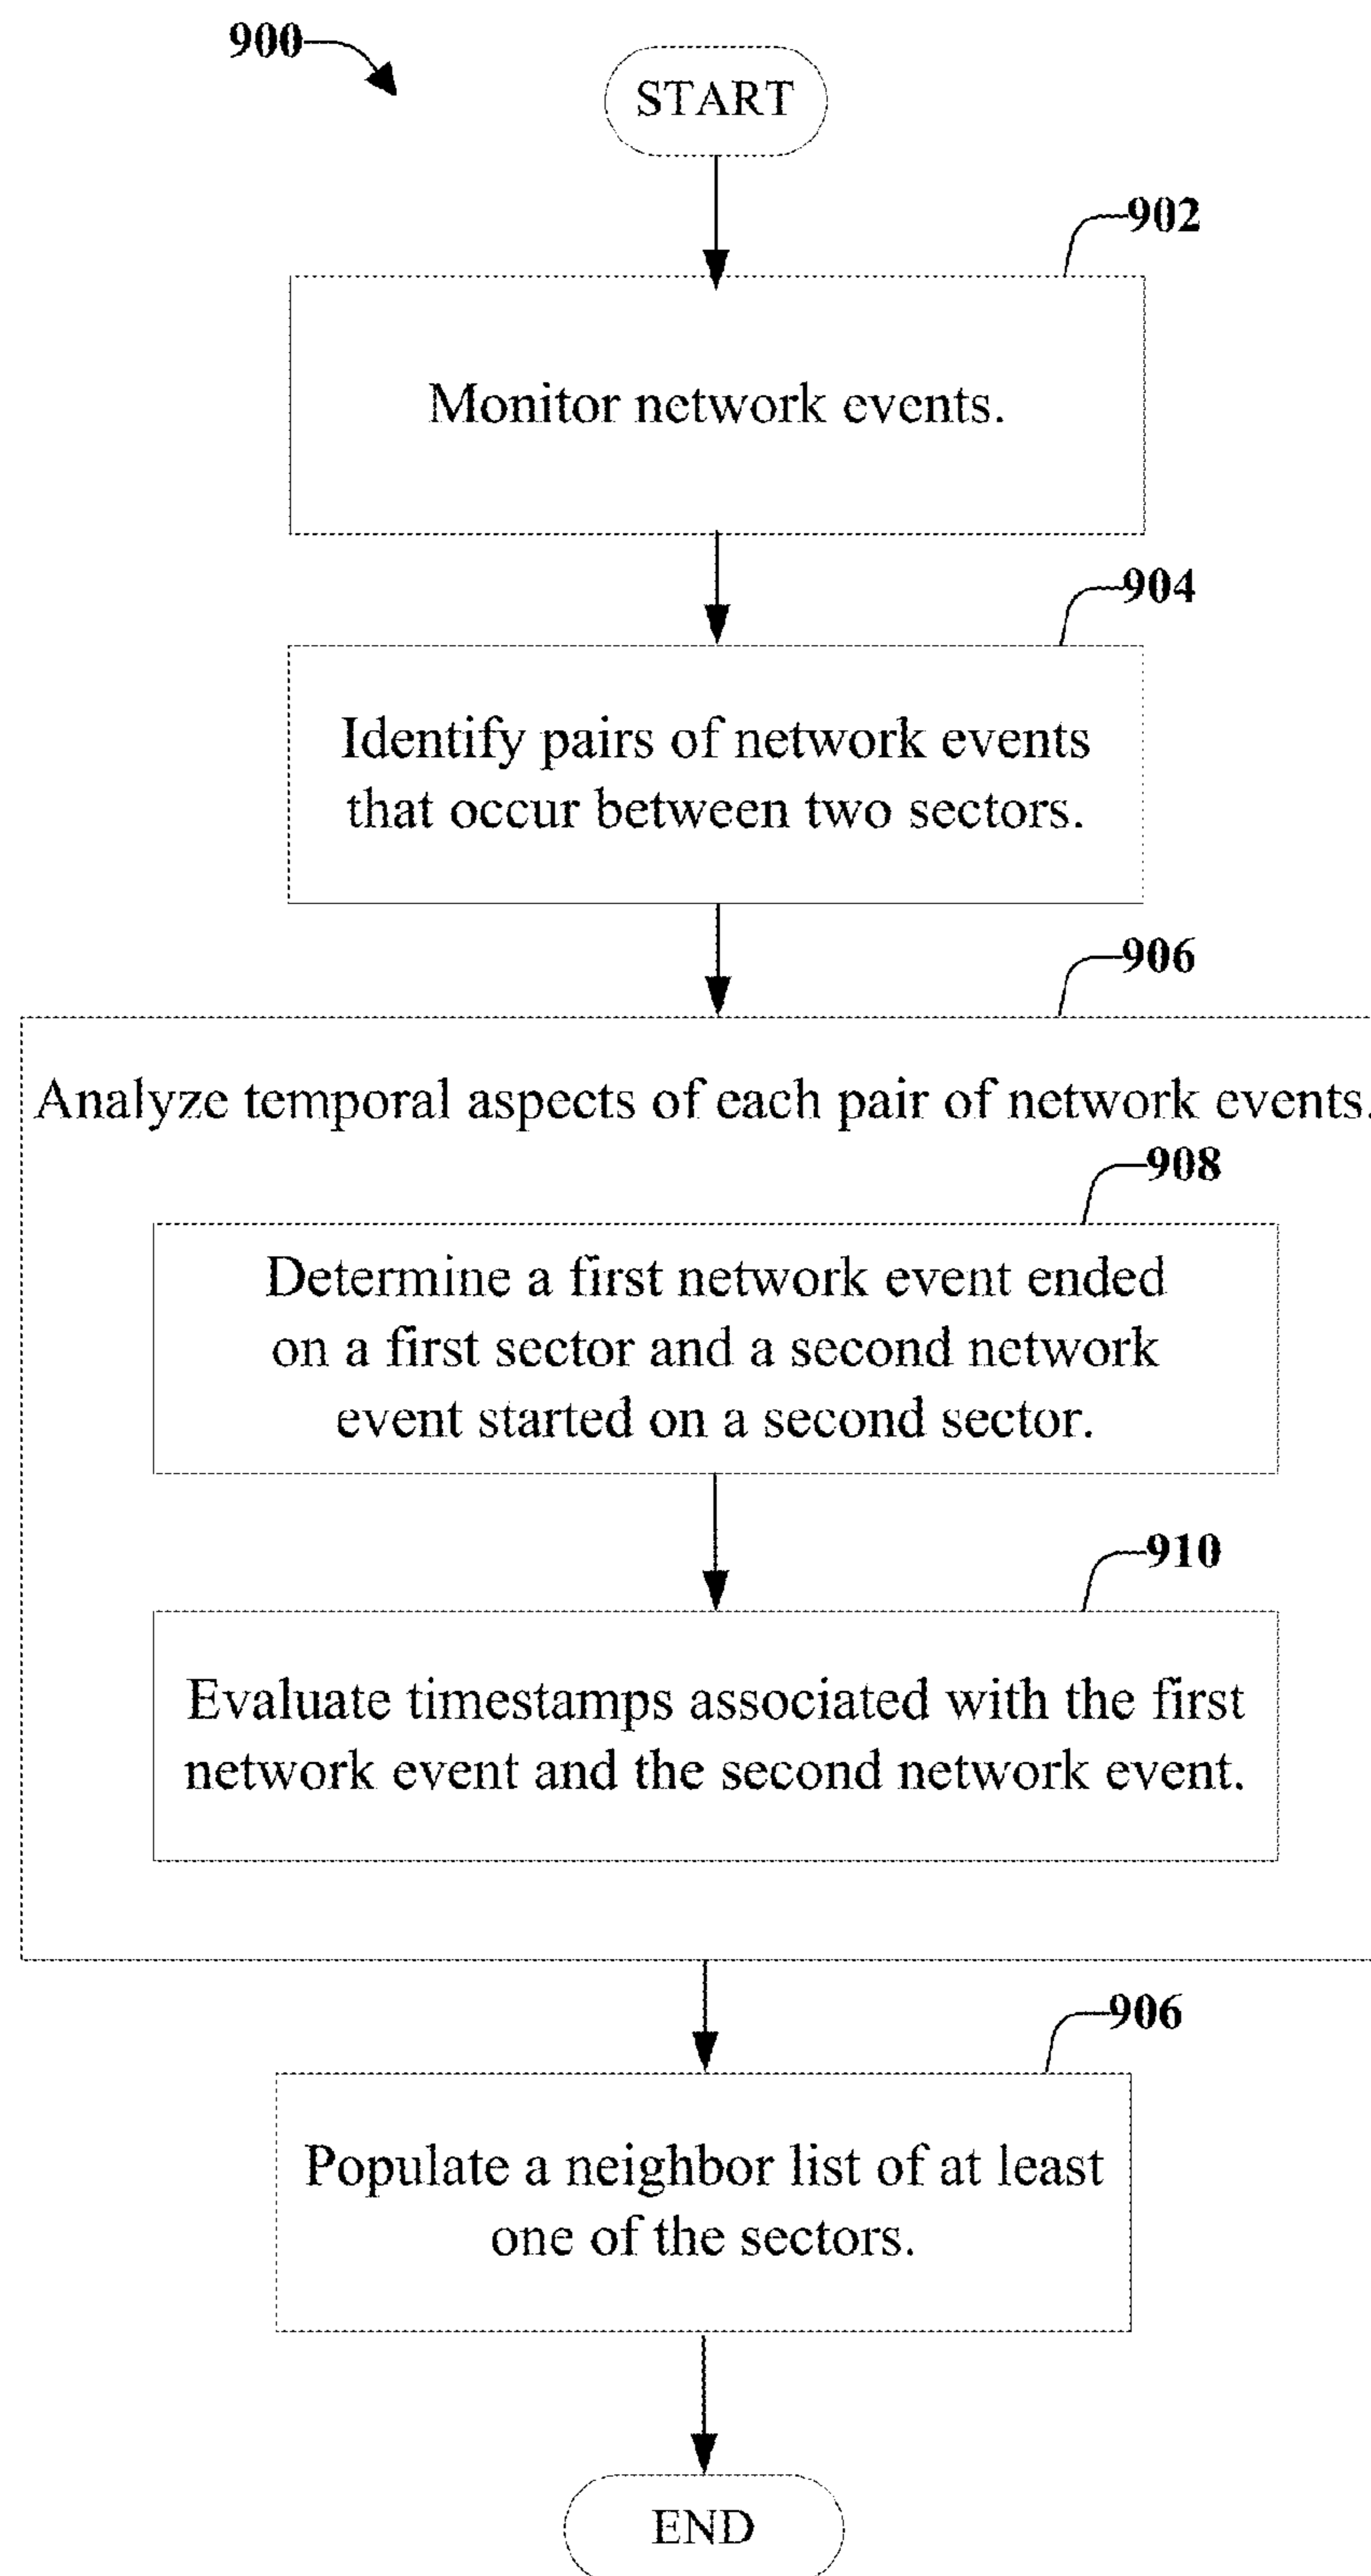 900
START
902
Monitor network events.
904
Identify pairs of network events
that occur between two sectors.
906
Analyze temporal aspects of each pair of network events.
908
Determine a first network event ended
on a first sector and a second network
event started on a second sector.
910
Evaluate timestamps associated with the first
network event and the second network event.
906
Populate a neighbor list of at least
one of the sectors.
END